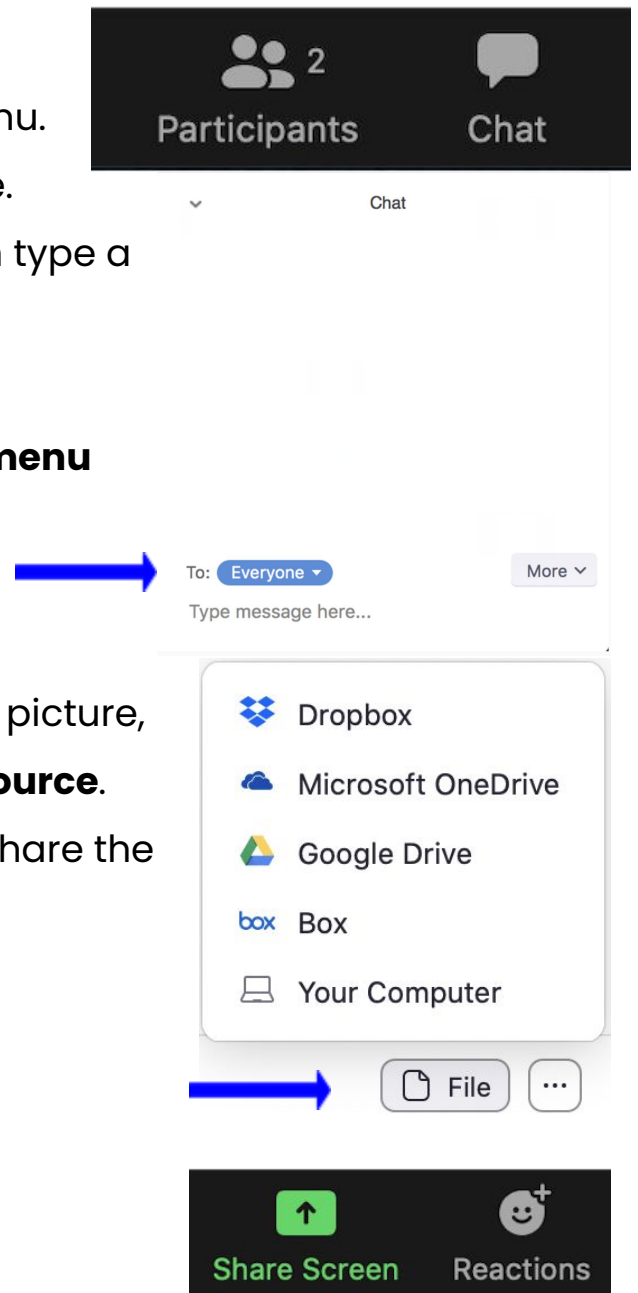 2
Participants Chat
nu.
e.
Chat
n type a
menu
To: Everyone More
Type message here...
picture,
Dropbox
ource.
Microsoft OneDrive
hare the
Google Drive
box Box
Your Computer
File ...
Share Screen Reactions